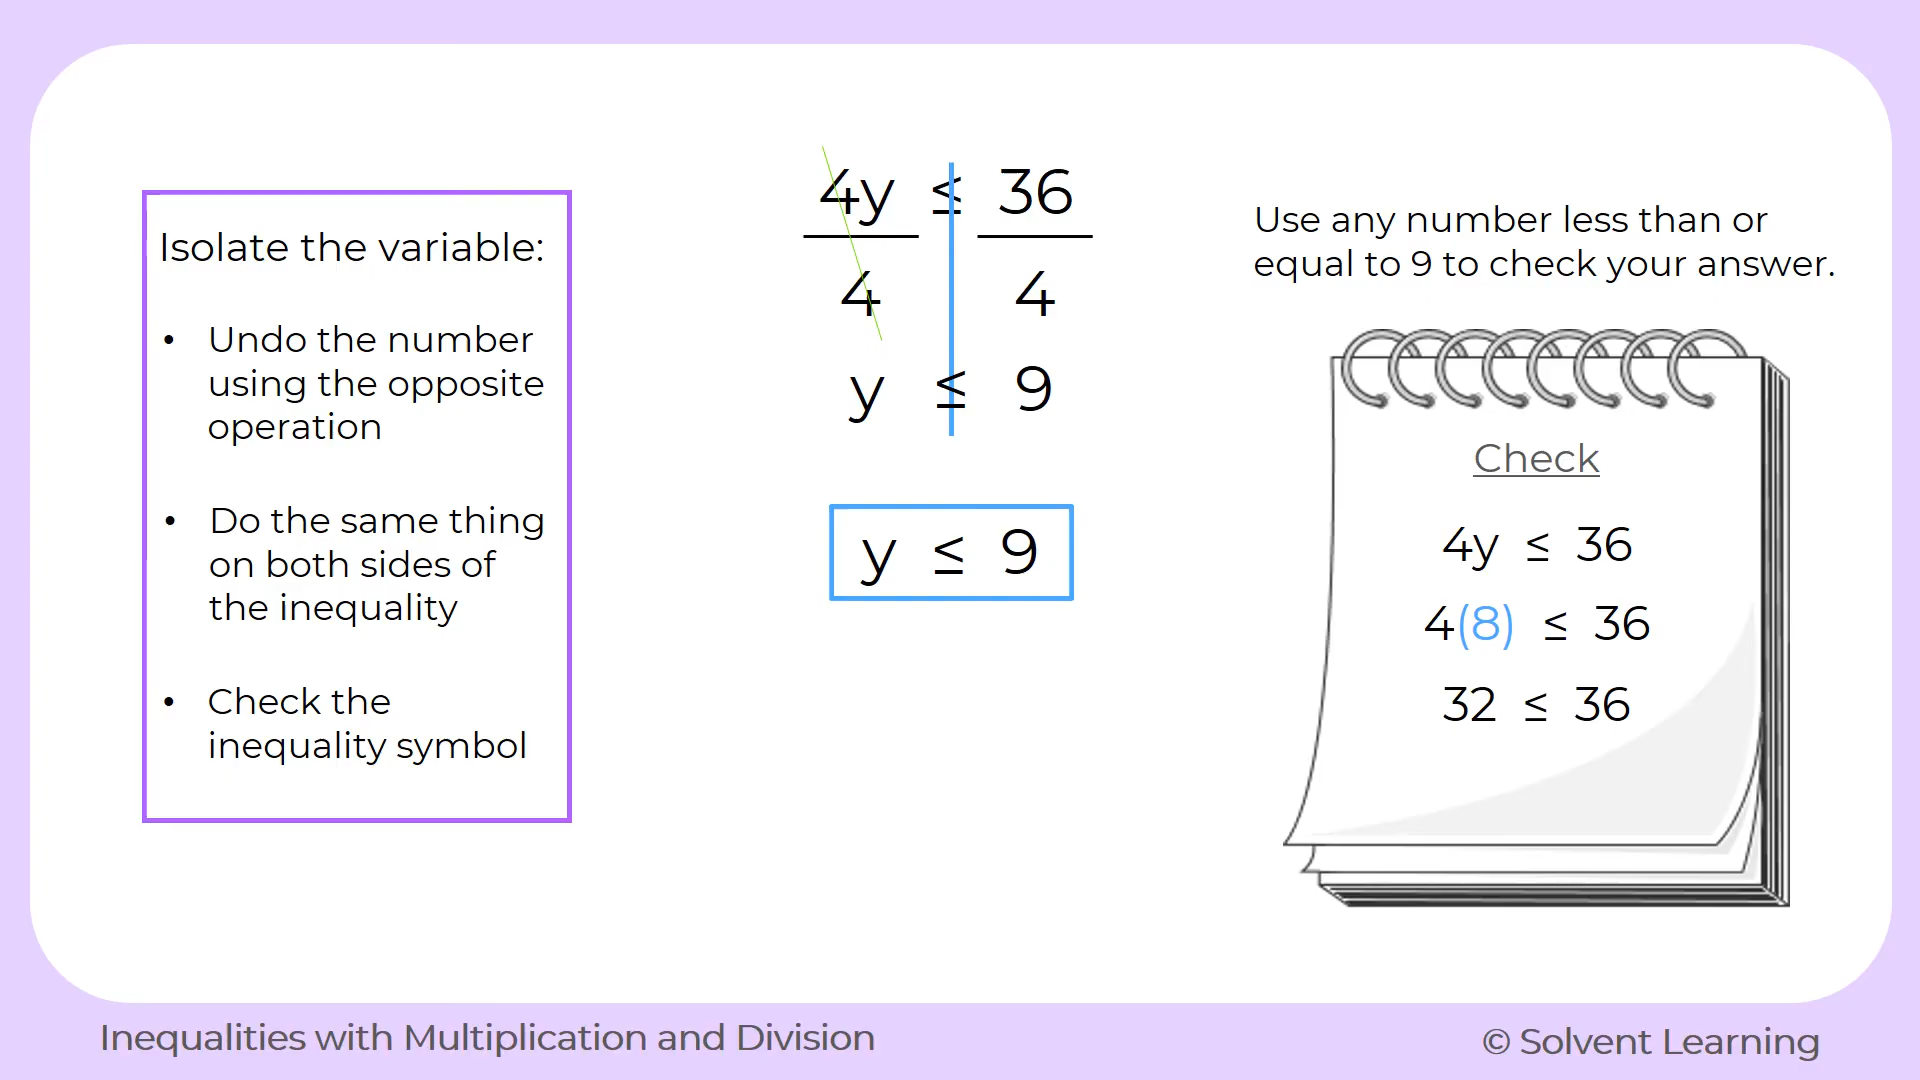 Isolate the variable:
• Undo the number
using the opposite
operation
• Do the same thing
on both sides of
the inequality
• Check the
inequality symbol
4y ≤ 36
4 4
y ≤ 9
y ≤ 9
Use any number less than or
equal to 9 to check your answer.
Check
4y ≤ 36
4(8) ≤ 36
32 ≤ 36
Inequalities with Multiplication and Division
© Solvent Learning